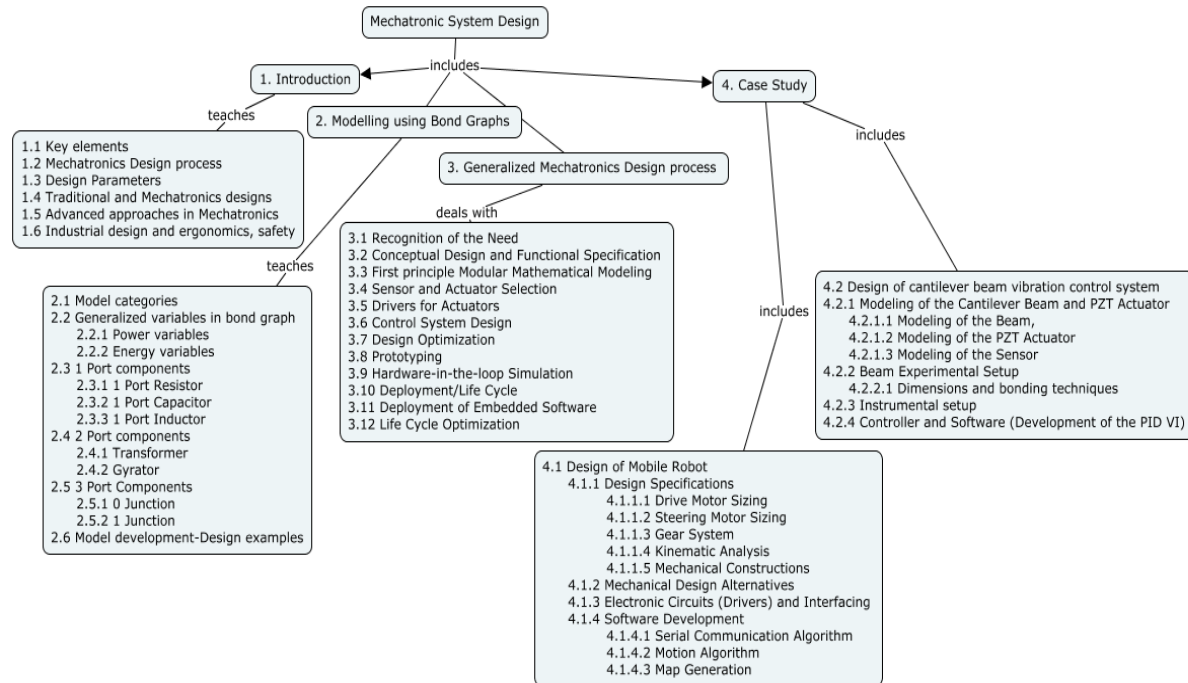 Mechatronic System Design
includes
1. Introduction
4. Case Study
teaches
2. Modelling using Bond Graphs
includes
1.1 Key elements
1.2 Mechatronics Design process
1.3 Design Parameters
1.4 Traditional and Mechatronics designs
1.5 Advanced approaches in Mechatronics
1.6 Industrial design and ergonomics, safety
3. Generalized Mechatronics Design process
deals with
teaches
3.1 Recognition of the Need
3.2 Conceptual Design and Functional Specification
3.3 First principle Modular Mathematical Modeling
3.4 Sensor and Actuator Selection
3.5 Drivers for Actuators
3.6 Control System Design
3.7 Design Optimization
3.8 Prototyping
3.9 Hardware-in-the-loop Simulation
3.10 Deployment/Life Cycle
3.11 Deployment of Embedded Software
3.12 Life Cycle Optimization
2.1 Model categories
2.2 Generalized variables in bond graph
2.2.1 Power variables
2.2.2 Energy variables
2.3 1 Port components
2.3.1 1 Port Resistor
2.3.2 1 Port Capacitor
2.3.3 1 Port Inductor
2.4 2 Port components
2.4.1 Transformer
2.4.2 Gyrator
2.5 3 Port Components
2.5.1 0 Junction
2.5.2 1 Junction
2.6 Model development-Design examples
includes
4.2 Design of cantilever beam vibration control system
4.2.1 Modeling of the Cantilever Beam and PZT Actuator
4.2.1.1 Modeling of the Beam,
4.2.1.2 Modeling of the PZT Actuator
4.2.1.3 Modeling of the Sensor
4.2.2 Beam Experimental Setup
4.2.2.1 Dimensions and bonding techniques
4.2.3 Instrumental setup
4.2.4 Controller and Software (Development of the PID VI)
4.1 Design of Mobile Robot
4.1.1 Design Specifications
4.1.1.1 Drive Motor Sizing
4.1.1.2 Steering Motor Sizing
4.1.1.3 Gear System
4.1.1.4 Kinematic Analysis
4.1.1.5 Mechanical Constructions
4.1.2 Mechanical Design Alternatives
4.1.3 Electronic Circuits (Drivers) and Interfacing
4.1.4 Software Development
4.1.4.1 Serial Communication Algorithm
4.1.4.2 Motion Algorithm
4.1.4.3 Map Generation